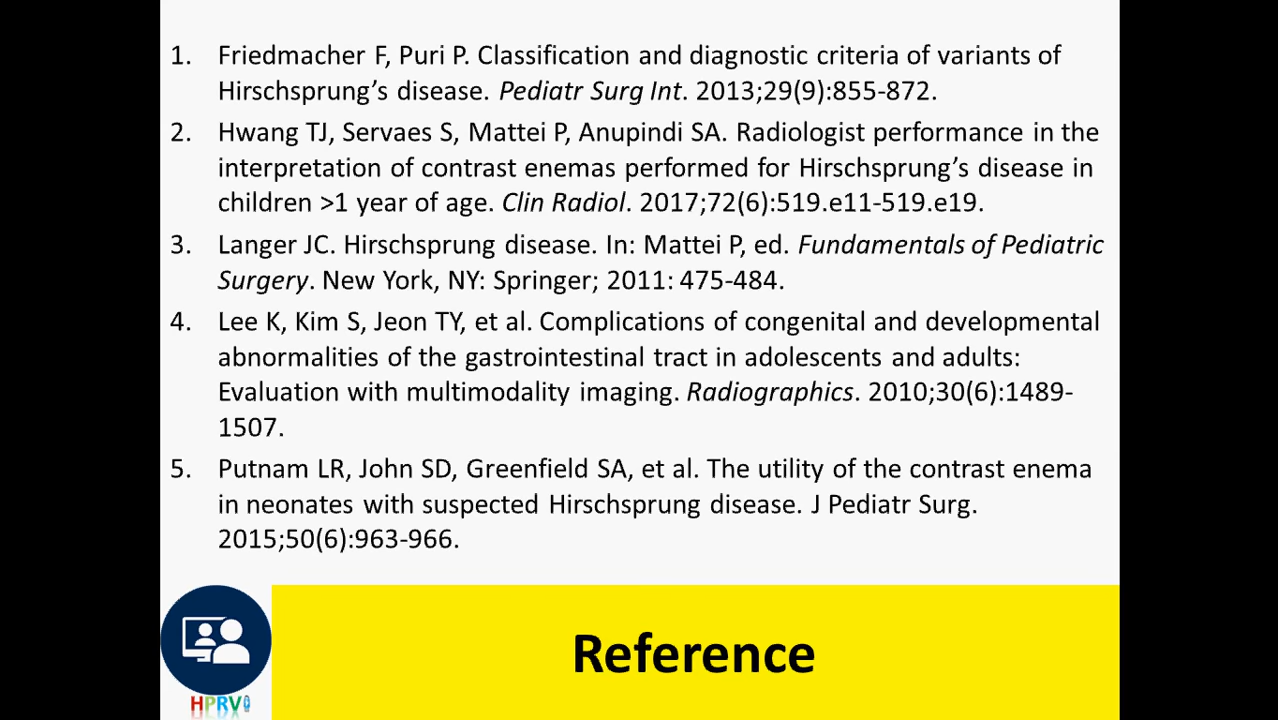 1. Friedmacher F, Puri P. Classification and diagnostic criteria of variants of
Hirschsprung’s disease. Pediatr Surg Int. 2013;29(9):855-872.
2. Hwang TJ, Servaes S, Mattei P, Anupindi SA. Radiologist performance in the
interpretation of contrast enemas performed for Hirschsprung’s disease in
children >1 year of age. Clin Radiol. 2017;72(6):519.e11-519.e19.
3. Langer JC. Hirschsprung disease. In: Mattei P, ed. Fundamentals of Pediatric
Surgery. New York, NY: Springer; 2011: 475-484.
4. Lee K, Kim S, Jeon TY, et al. Complications of congenital and developmental
abnormalities of the gastrointestinal tract in adolescents and adults:
Evaluation with multimodality imaging. Radiographics. 2010;30(6):1489-
1507.
5. Putnam LR, John SD, Greenfield SA, et al. The utility of the contrast enema
in neonates with suspected Hirschsprung disease. J Pediatr Surg.
2015;50(6):963-966.
Reference
HPRV